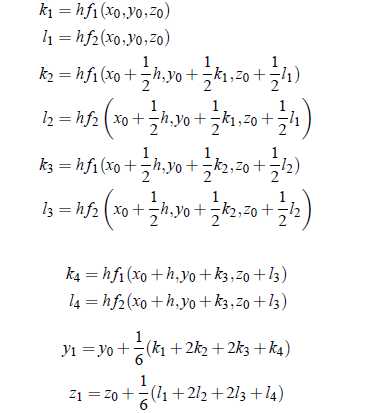 k₁ = hf₁(x₀,y₀,z₀)
l₁ = hf₂(x₀,y₀,z₀)
k₂ = hf₁(x₀ + 1/2 h,y₀ + 1/2 k₁,z₀ + 1/2 l₁)
l₂ = hf₂ (x₀ + 1/2 h,y₀ + 1/2 k₁,z₀ + 1/2 l₁)
k₃ = hf₁(x₀ + 1/2 h,y₀ + 1/2 k₂,z₀ + 1/2 l₂)
l₃ = hf₂ (x₀ + 1/2 h,y₀ + 1/2 k₂,z₀ + 1/2 l₂)
k₄ = hf₁(x₀ + h,y₀ + k₃,z₀ + l₃)
l₄ = hf₂(x₀ + h,y₀ + k₃,z₀ + l₃)
y₁ = y₀ + 1/6 (k₁ + 2k₂ + 2k₃ + k₄)
z₁ = z₀ + 1/6 (l₁ + 2l₂ + 2l₃ + l₄)